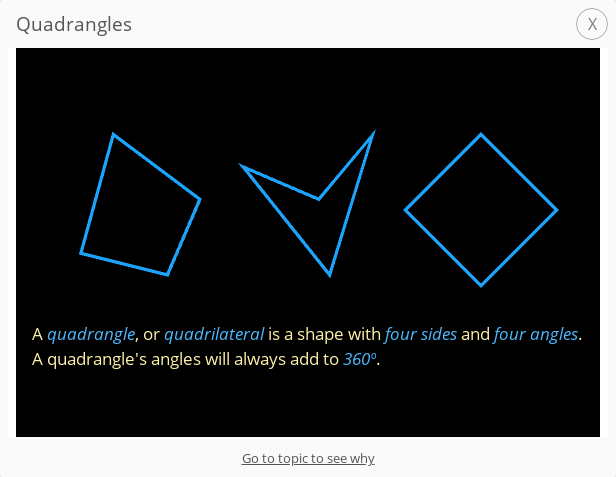 Quadrangles
X
A quadrangle, or quadrilateral is a shape with four sides and four angles.
A quadrangle's angles will always add to 360º.
Go to topic to see why